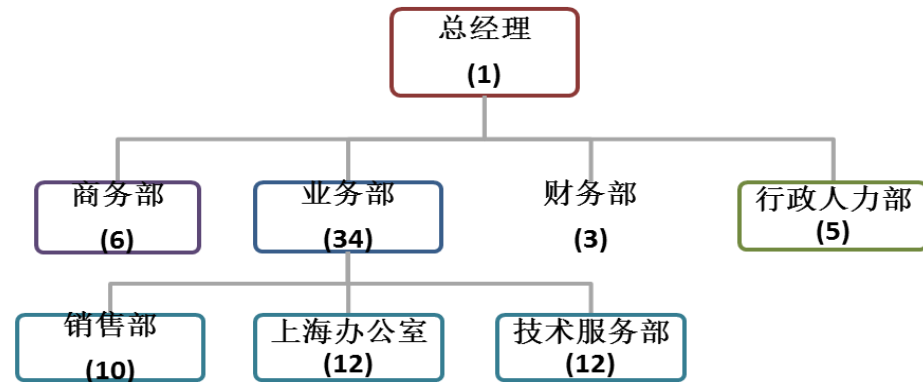 总经理
(1)
商务部
(6)
业务部
(34)
财务部
(3)
行政人力部
(5)
销售部
(10)
上海办公室
(12)
技术服务部
(12)